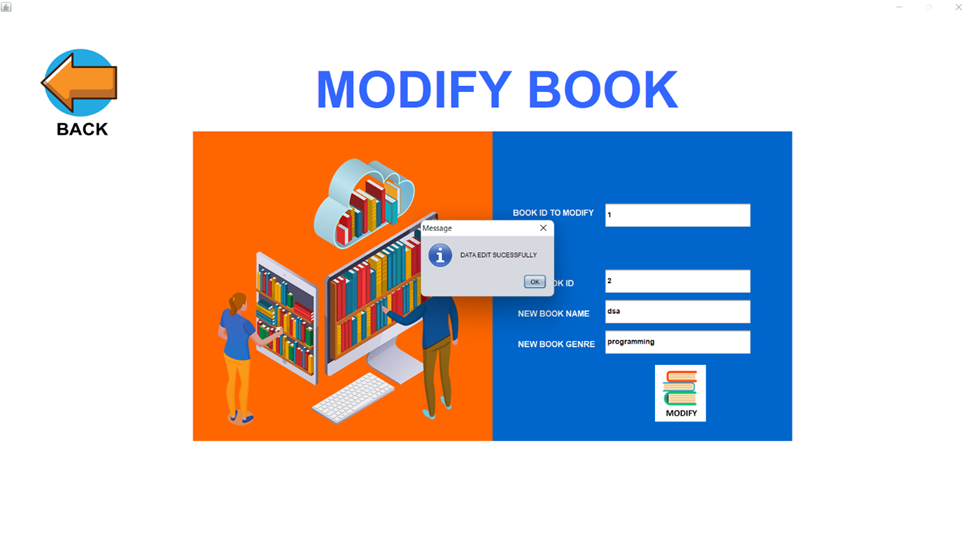 MODIFY BOOK
BACK
BOOK ID TO MODIFY
1
Message
DATA EDIT SUCESSFULLY
OK
OK ID
2
NEW BOOK NAME
dsa
NEW BOOK GENRE
programming
MODIFY